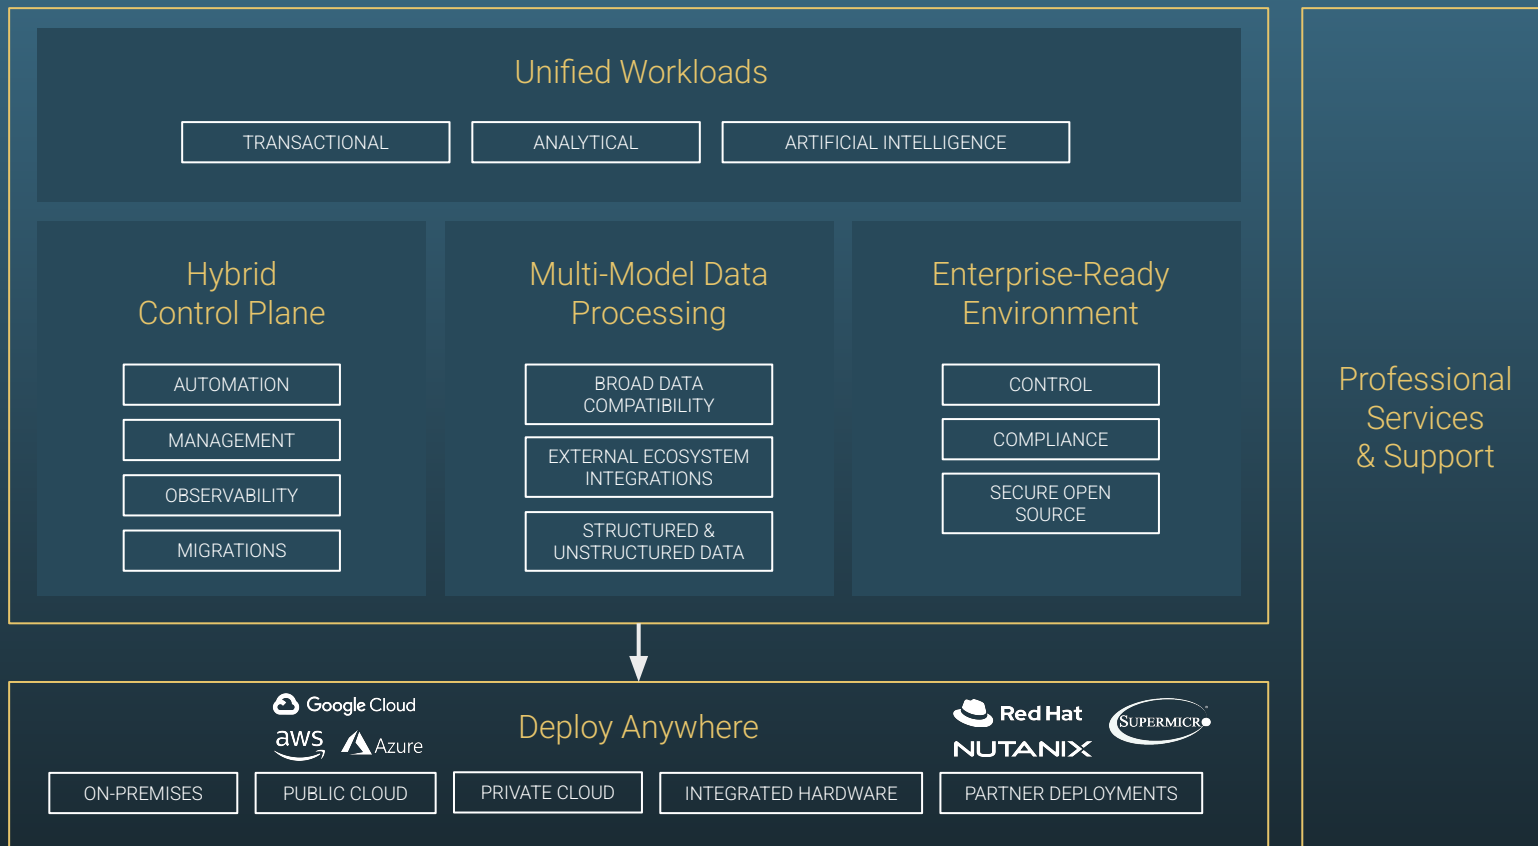 Unified Workloads
TRANSACTIONAL
ANALYTICAL
ARTIFICIAL INTELLIGENCE
Hybrid
Control Plane
AUTOMATION
MANAGEMENT
OBSERVABILITY
MIGRATIONS
Multi-Model Data
Processing
BROAD DATA
COMPATIBILITY
EXTERNAL ECOSYSTEM
INTEGRATIONS
STRUCTURED &
UNSTRUCTURED DATA
Enterprise-Ready
Environment
CONTROL
COMPLIANCE
SECURE OPEN
SOURCE
Professional
Services
& Support
Google Cloud
aws
Azure
Deploy Anywhere
Red Hat
SUPERMICRO
NUTANIX
ON-PREMISES
PUBLIC CLOUD
PRIVATE CLOUD
INTEGRATED HARDWARE
PARTNER DEPLOYMENTS